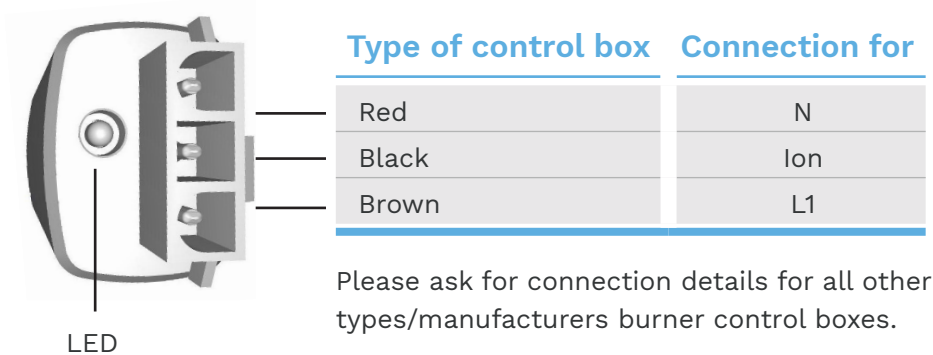 Type of control box Connection for
Red N
Black Ion
Brown L1
Please ask for connection details for all other
types/manufacturers burner control boxes.
LED